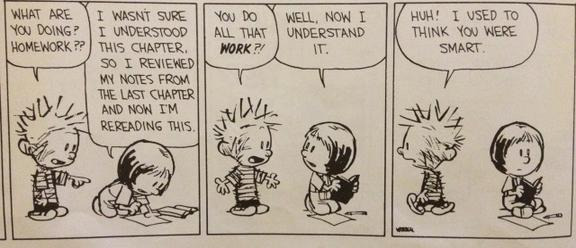 WHAT ARE
YOU DOING?
HOMEWORK??
I WASN'T SURE
I UNDERSTOOD
THIS CHAPTER,
SO I REVIEWED
MY NOTES FROM
THE LAST CHAPTER
AND NOW I'M
REREADING THIS.
YOU DO
ALL THAT
WORK?!
WELL, NOW I
UNDERSTAND
IT.
HUH! I USED TO
THINK YOU WERE
SMART.